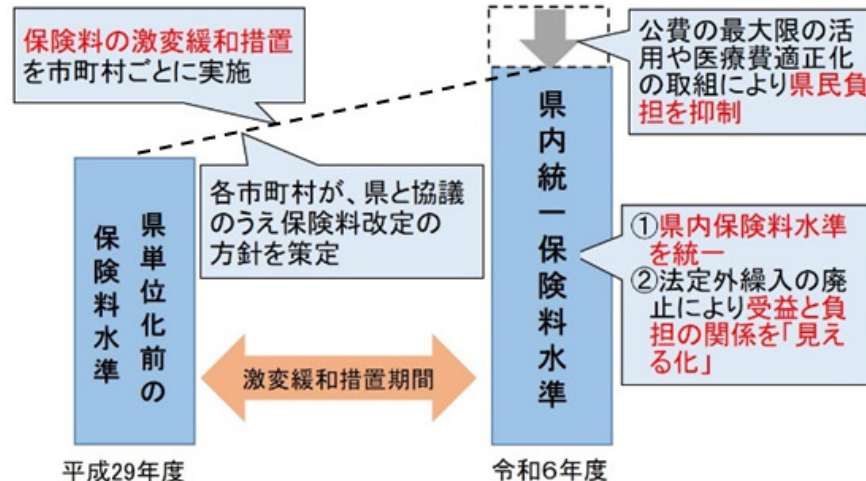 保険料の激変緩和措置
を市町村ごとに実施
公費の最大限の活
用や医療費適正化
の取組により県民負
担を抑制
各市町村が、県と協議
のうえ保険料改定の
方針を策定
県単位化前の
保険料水準
県内統一保険料水準
①県内保険料水準
を統一
②法定外繰入の廃
止により受益と負
担の関係を「見え
る化」
激変緩和措置期間
平成29年度
令和6年度